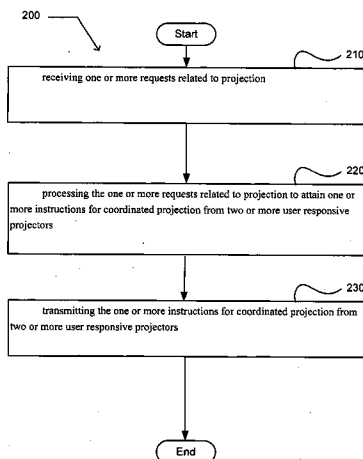 200
Start
210
receiving one or more requests related to projection
220
processing the one or more requests related to projection to attain one or
more instructions for coordinated projection from two or more user responsive
projectors
230
transmitting the one or more instructions for coordinated projection from
two or more user responsive projectors
End